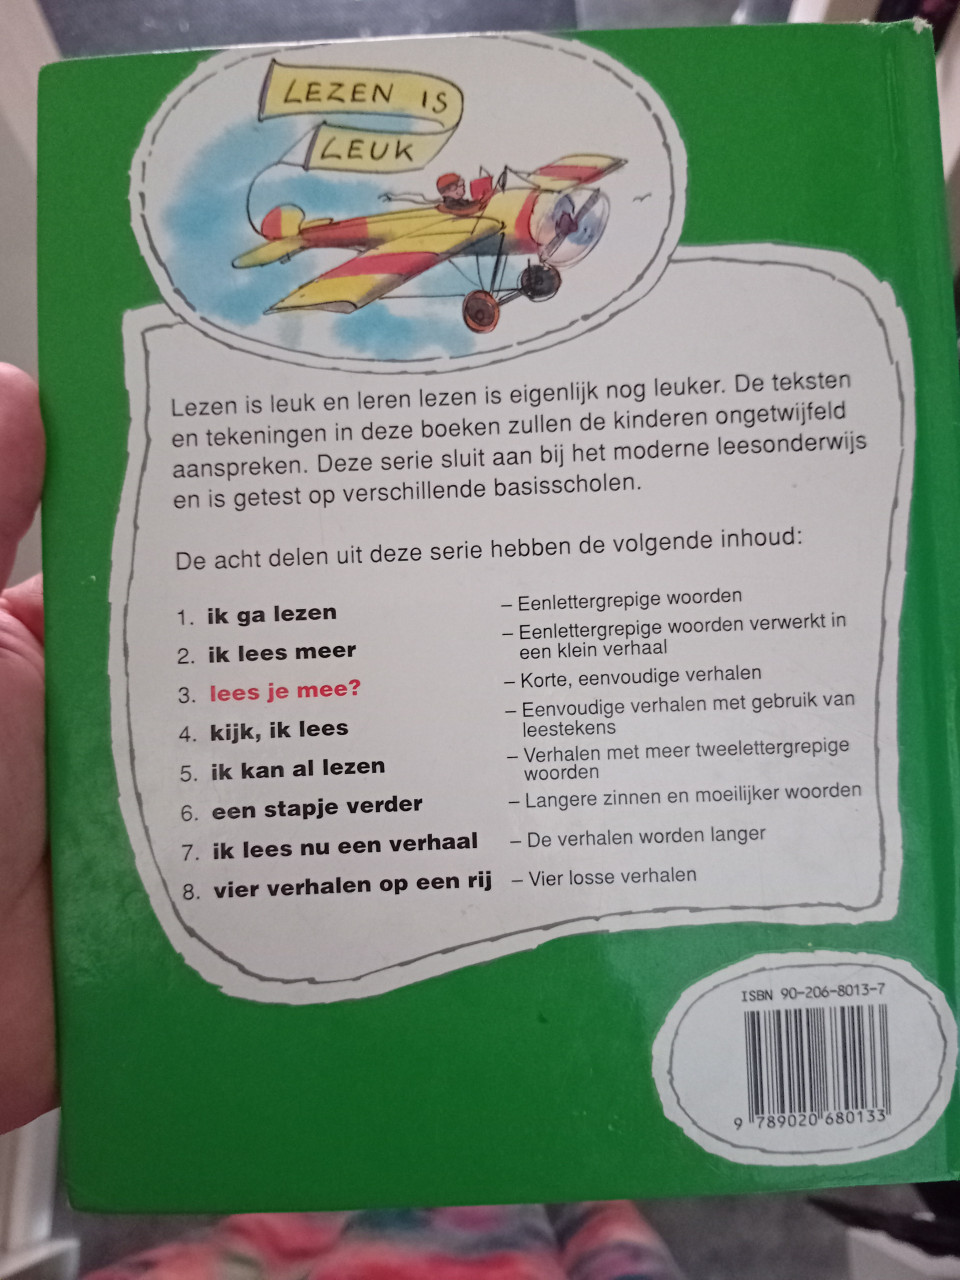 LEZEN IS
LEUK
Lezen is leuk en leren lezen is eigenlijk nog leuker. De teksten
en tekeningen in deze boeken zullen de kinderen ongetwijfeld
aanspreken. Deze serie sluit aan bij het moderne leesonderwijs
en is getest op verschillende basisscholen.
De acht delen uit deze serie hebben de volgende inhoud:
1. ik ga lezen – Eenlettergrepige woorden
2. ik lees meer – Eenlettergrepige woorden verwerkt in
een klein verhaal
3. lees je mee? – Korte, eenvoudige verhalen
4. kijk, ik lees – Eenvoudige verhalen met gebruik van
leestekens
5. ik kan al lezen – Verhalen met meer tweelettergrepige
woorden
6. een stapje verder – Langere zinnen en moeilijker woorden
7. ik lees nu een verhaal – De verhalen worden langer
8. vier verhalen op een rij – Vier losse verhalen
ISBN 90-206-8013-7
9 789020 680133